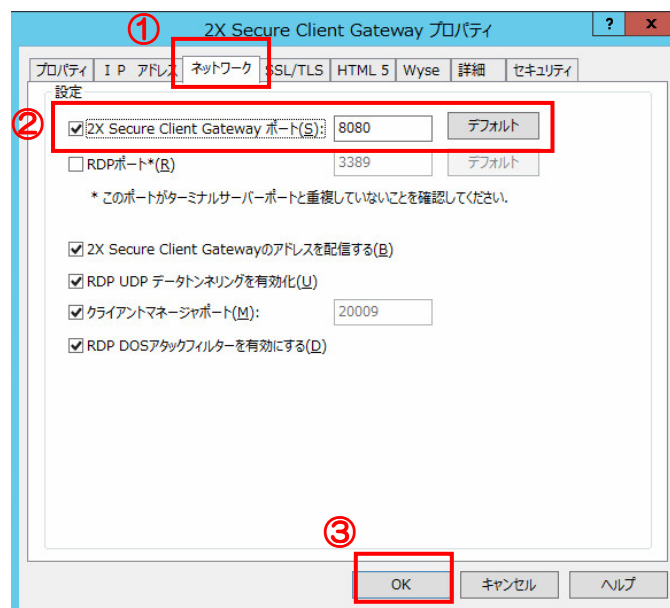 ① 2X Secure Client Gateway プロパティ ? x
プロパティ I P アドレス ネットワーク SSL/TLS HTML 5 Wyse 詳細 セキュリティ
設定
② 2X Secure Client Gateway ポート(S): 8080 デフォルト
RDPポート*(R) 3389 デフォルト
* このポートがターミナルサーバーポートと重複していないことを確認してください.
2X Secure Client Gatewayのアドレスを配信する(B)
RDP UDP データトンネリングを有効化(U)
クライアントマネージャポート(M): 20009
RDP DOSアタックフィルターを有効にする(D)
③
OK キャンセル ヘルプ